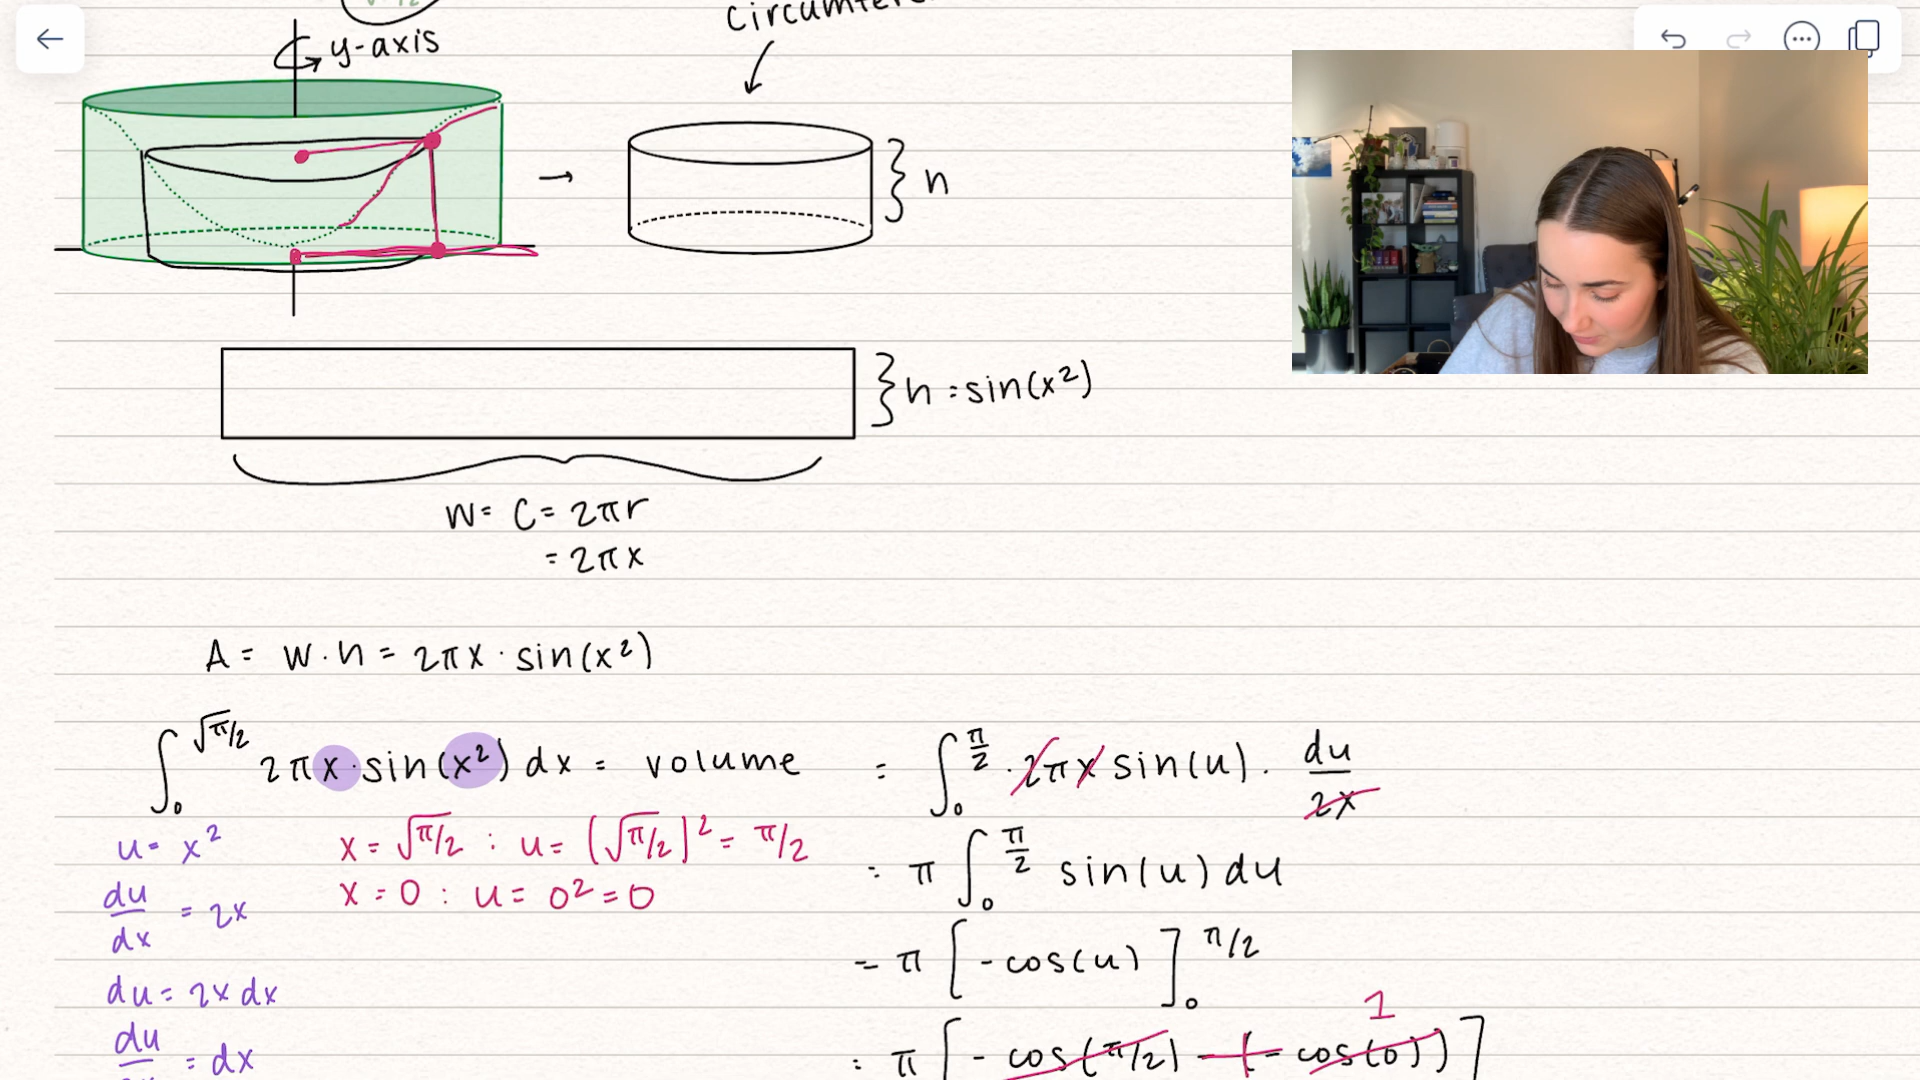 Circumfere
y-axis
h
h = sin(x²)
W = C = 2πr
= 2πx
A = W · h = 2πx · sin(x²)
∫₀^√π/2 2πx · sin(x²) dx = volume
= ∫₀^π/2 · 2πx sin(u) · du/2x
u = x²
x = √π/2 : u = (√π/2)² = π/2
= π ∫₀^π/2 sin(u) du
du/dx = 2x
x = 0 : u = 0² = 0
= π [-cos(u)]₀^π/2
du = 2x dx
1
du = dx
= π [-cos(π/2) - (-cos(0))]